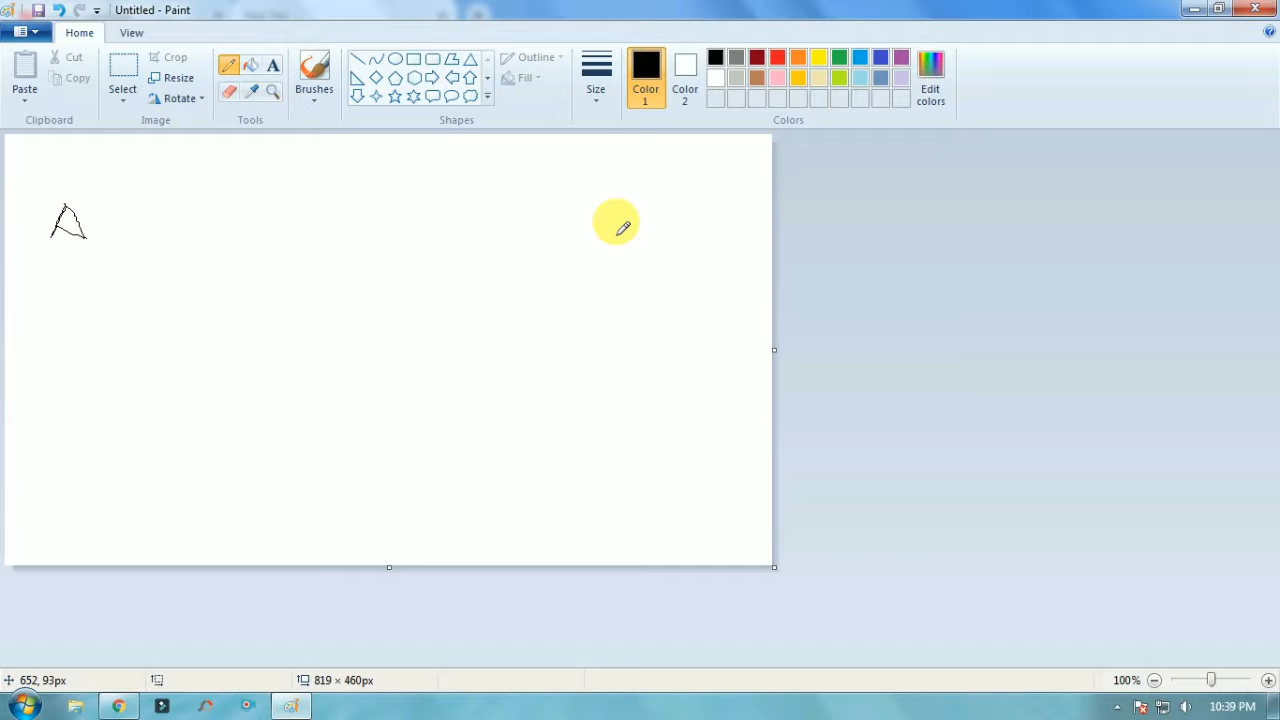 Untitled - Paint
Home View
Paste
Cut
Copy
Clipboard
Select
Crop
Resize
Rotate
Image
A
Tools
Brushes
Outline
Fill
Shapes
Size
Color 1
Color 2
Edit colors
Colors
A
652, 93px
819 × 460px
100%
10:39 PM